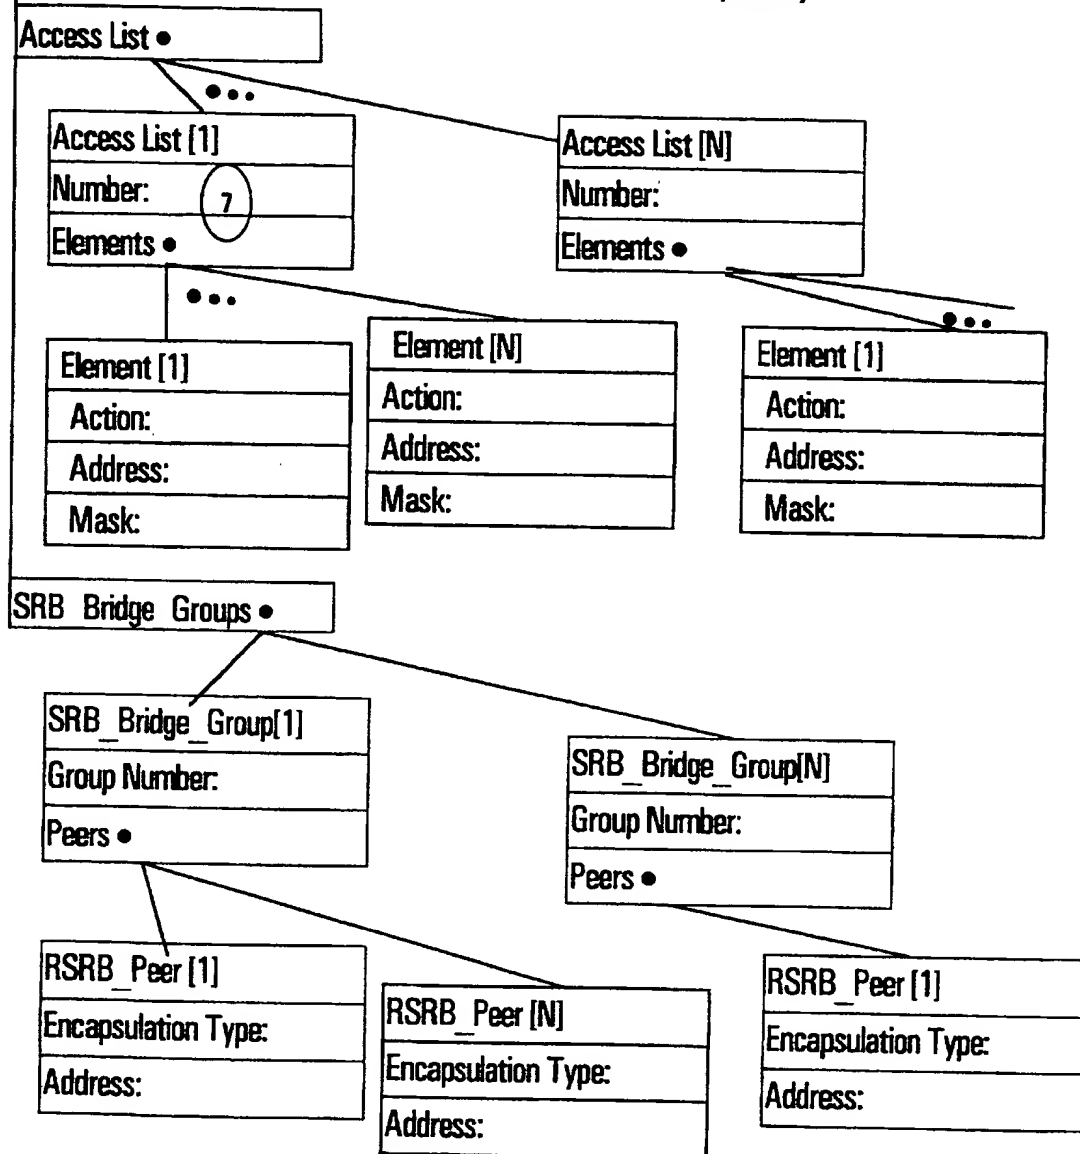 Access List
Access List [1]
Number:
7
Elements
Access List [N]
Number:
Elements
Element [1]
Action:
Address:
Mask:
Element [N]
Action:
Address:
Mask:
Element [1]
Action:
Address:
Mask:
SRB Bridge Groups
SRB_Bridge_Group[1]
Group Number:
Peers
SRB_Bridge_Group[N]
Group Number:
Peers
RSRB_Peer [1]
Encapsulation Type:
Address:
RSRB_Peer [N]
Encapsulation Type:
Address:
RSRB_Peer [1]
Encapsulation Type:
Address: